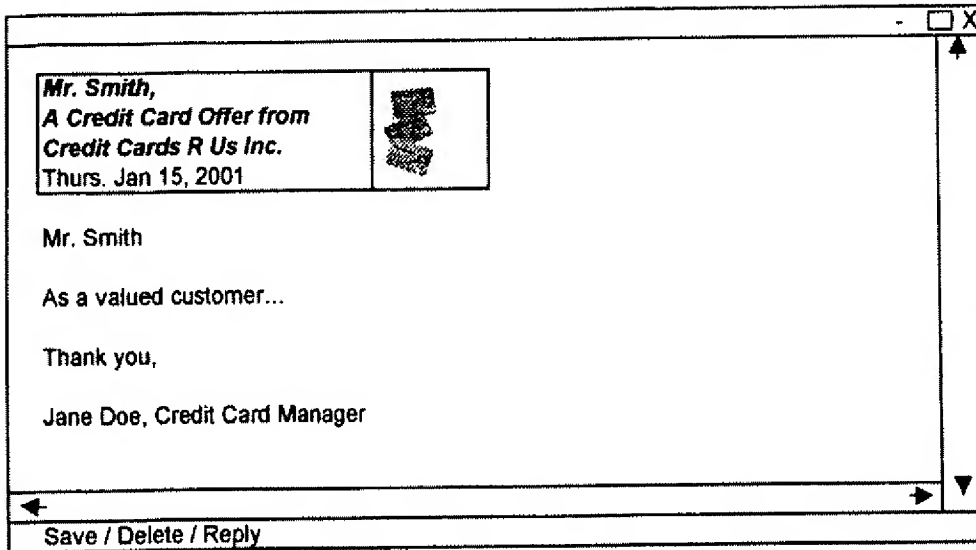 - □ X
Mr. Smith,
A Credit Card Offer from
Credit Cards R Us Inc.
Thurs. Jan 15, 2001
Mr. Smith
As a valued customer...
Thank you,
Jane Doe, Credit Card Manager
Save / Delete / Reply